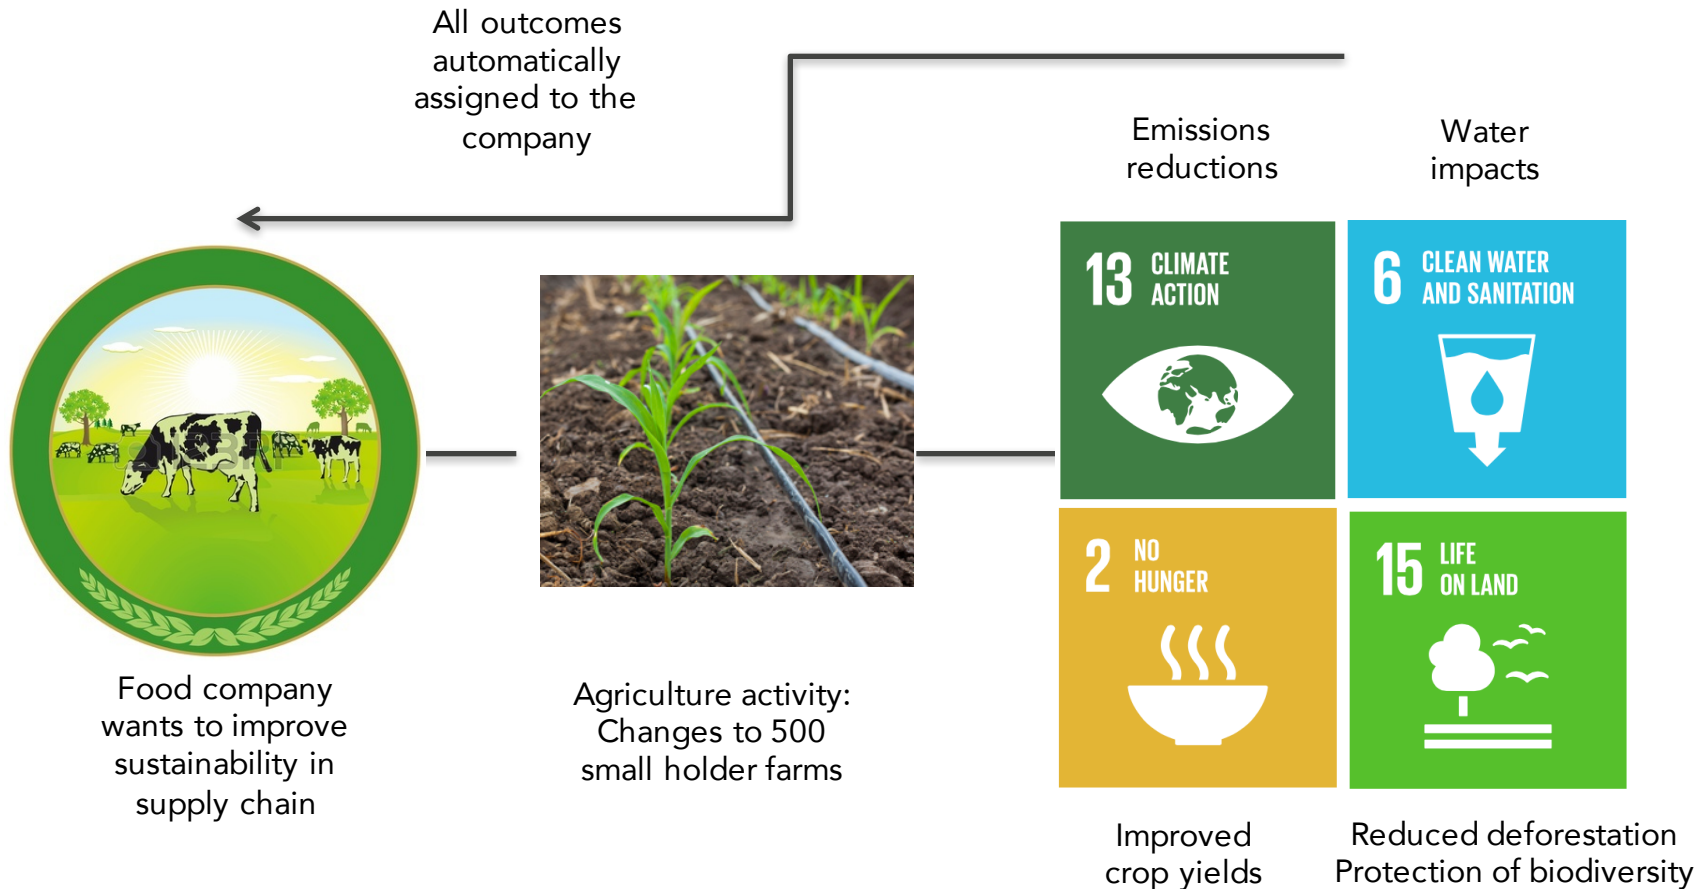 All outcomes
automatically
assigned to the
company
Emissions
reductions
Water
impacts
13 CLIMATE
ACTION
6 CLEAN WATER
AND SANITATION
2 NO
HUNGER
15 LIFE
ON LAND
Food company
wants to improve
sustainability in
supply chain
Agriculture activity:
Changes to 500
small holder farms
Improved
crop yields
Reduced deforestation
Protection of biodiversity